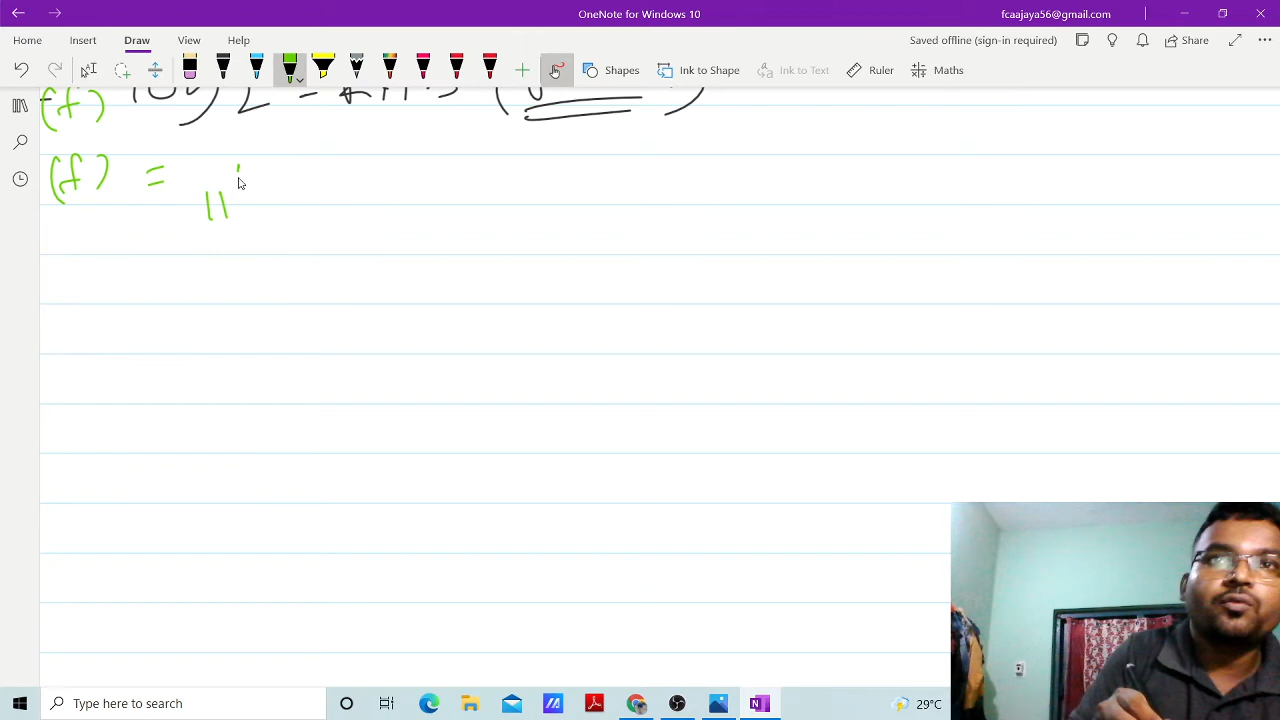 OneNote for Windows 10
fcaajaya56@gmail.com
Home Insert Draw View Help
Saved offline (sign-in required)
Share
Shapes
Ink to Shape
Ink to Text
Ruler
Maths
(f)
(f) = 11
Type here to search
29°C